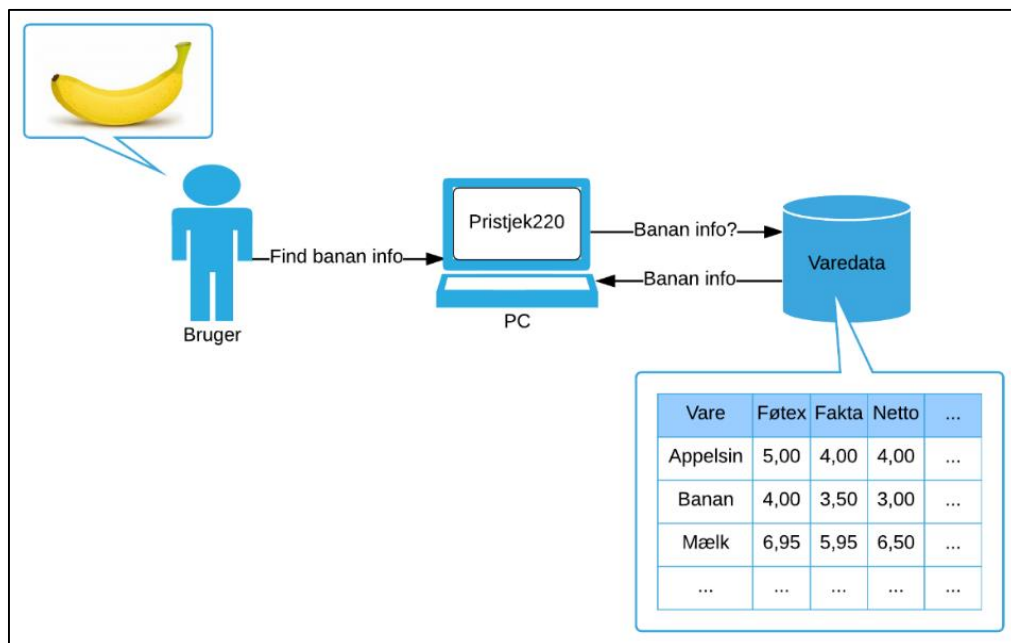 Pristjek220
Find banan info
Banan info?
Banan info
Varedata
Bruger
PC
Vare Føtex Fakta Netto ...
Appelsin 5,00 4,00 4,00 ...
Banan 4,00 3,50 3,00 ...
Mælk 6,95 5,95 6,50 ...
... ... ... ... ...